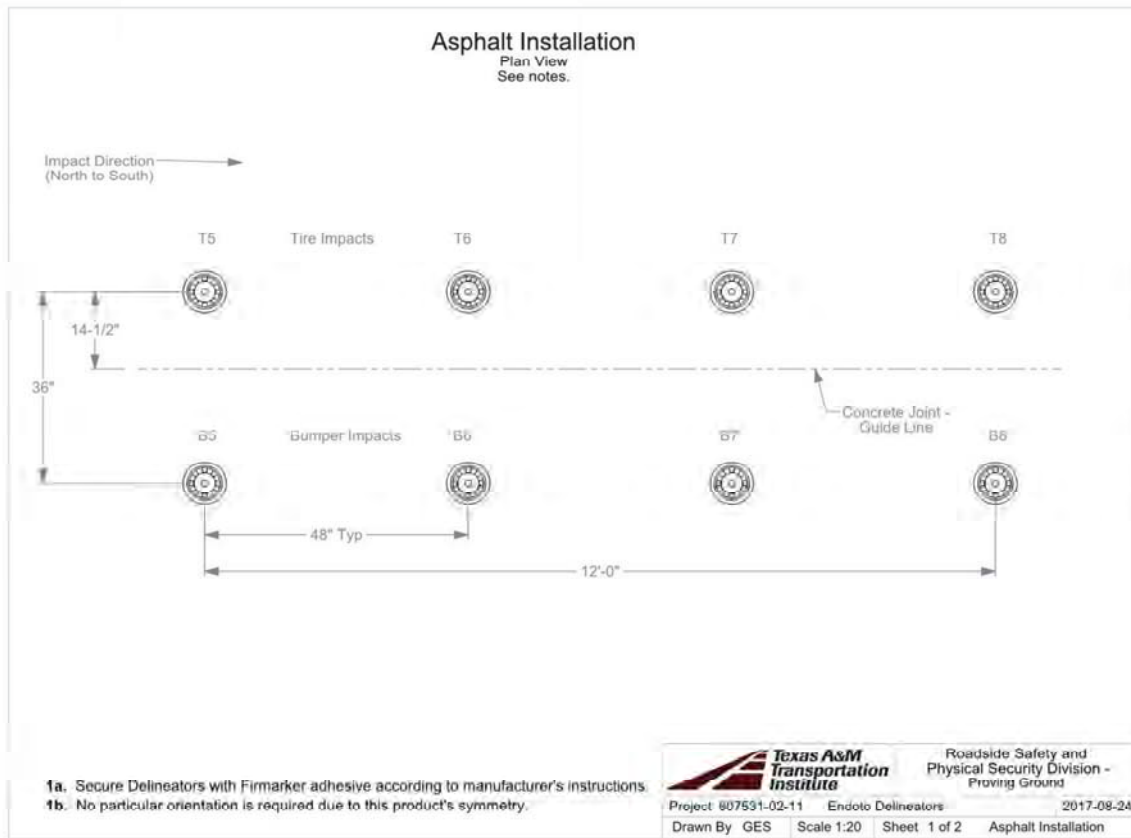 Asphalt Installation
Plan View
See notes.
Impact Direction
(North to South)
T5 Tire Impacts T6 T7 T8
14-1/2"
36"
Concrete Joint -
Guide Line
B5 Bumper Impacts B6 B7 B8
48" Typ
12'-0"
1a. Secure Delineators with Firmarker adhesive according to manufacturer's instructions.
1b. No particular orientation is required due to this product's symmetry.
Texas A&M
Transportation
Institute
Roadside Safety and
Physical Security Division -
Proving Ground
Project 607531-02-11 Endoto Delineators 2017-08-24
Drawn By GES Scale 1:20 Sheet 1 of 2 Asphalt Installation